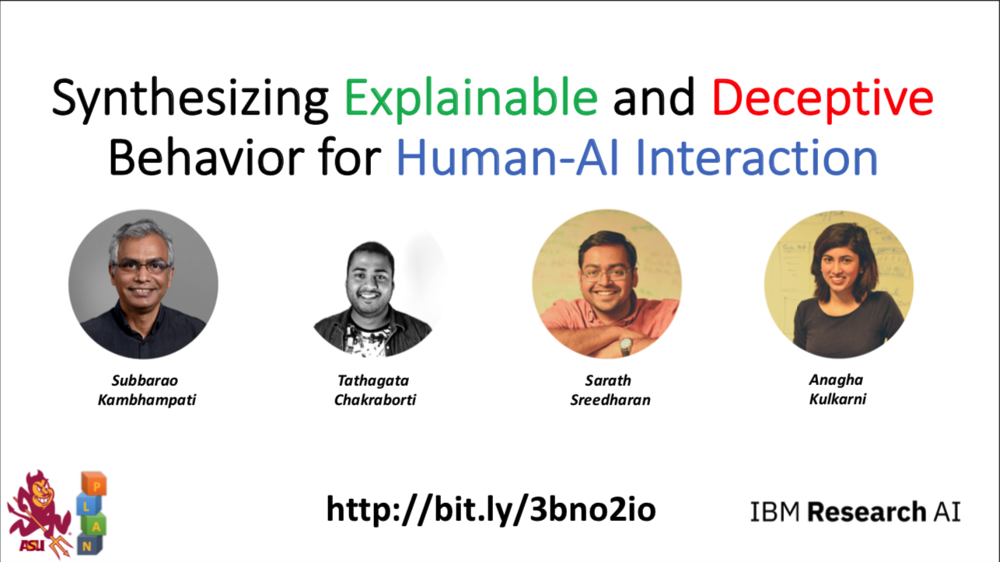 Synthesizing Explainable and Deceptive
Behavior for Human-AI Interaction
Subbarao
Kambhampati
Tathagata
Chakraborti
Sarath
Sreedharan
Anagha
Kulkarni
ASU
P
L
A
N
http://bit.ly/3bno2io
IBM Research AI